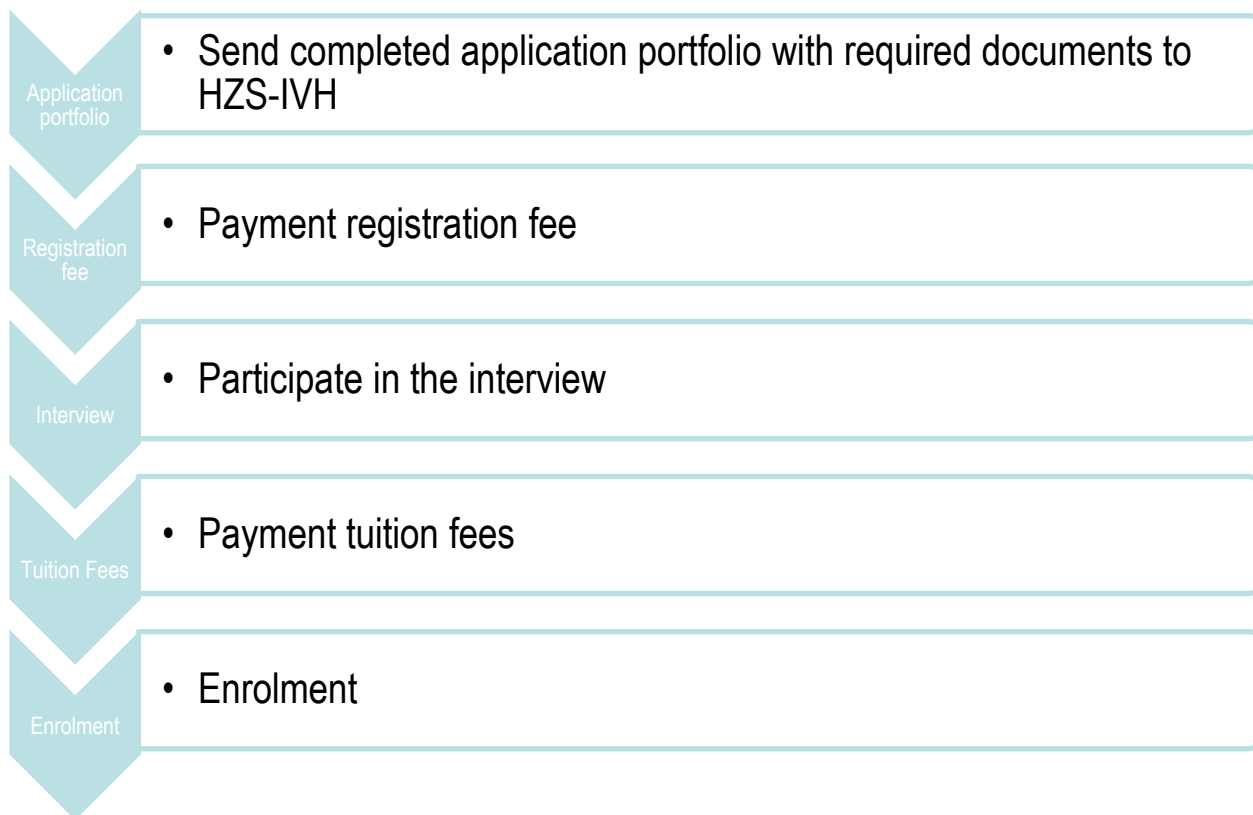 Application
portfolio
• Send completed application portfolio with required documents to
HZS-IVH
Registration
fee
• Payment registration fee
Interview
• Participate in the interview
Tuition Fees
• Payment tuition fees
Enrolment
• Enrolment